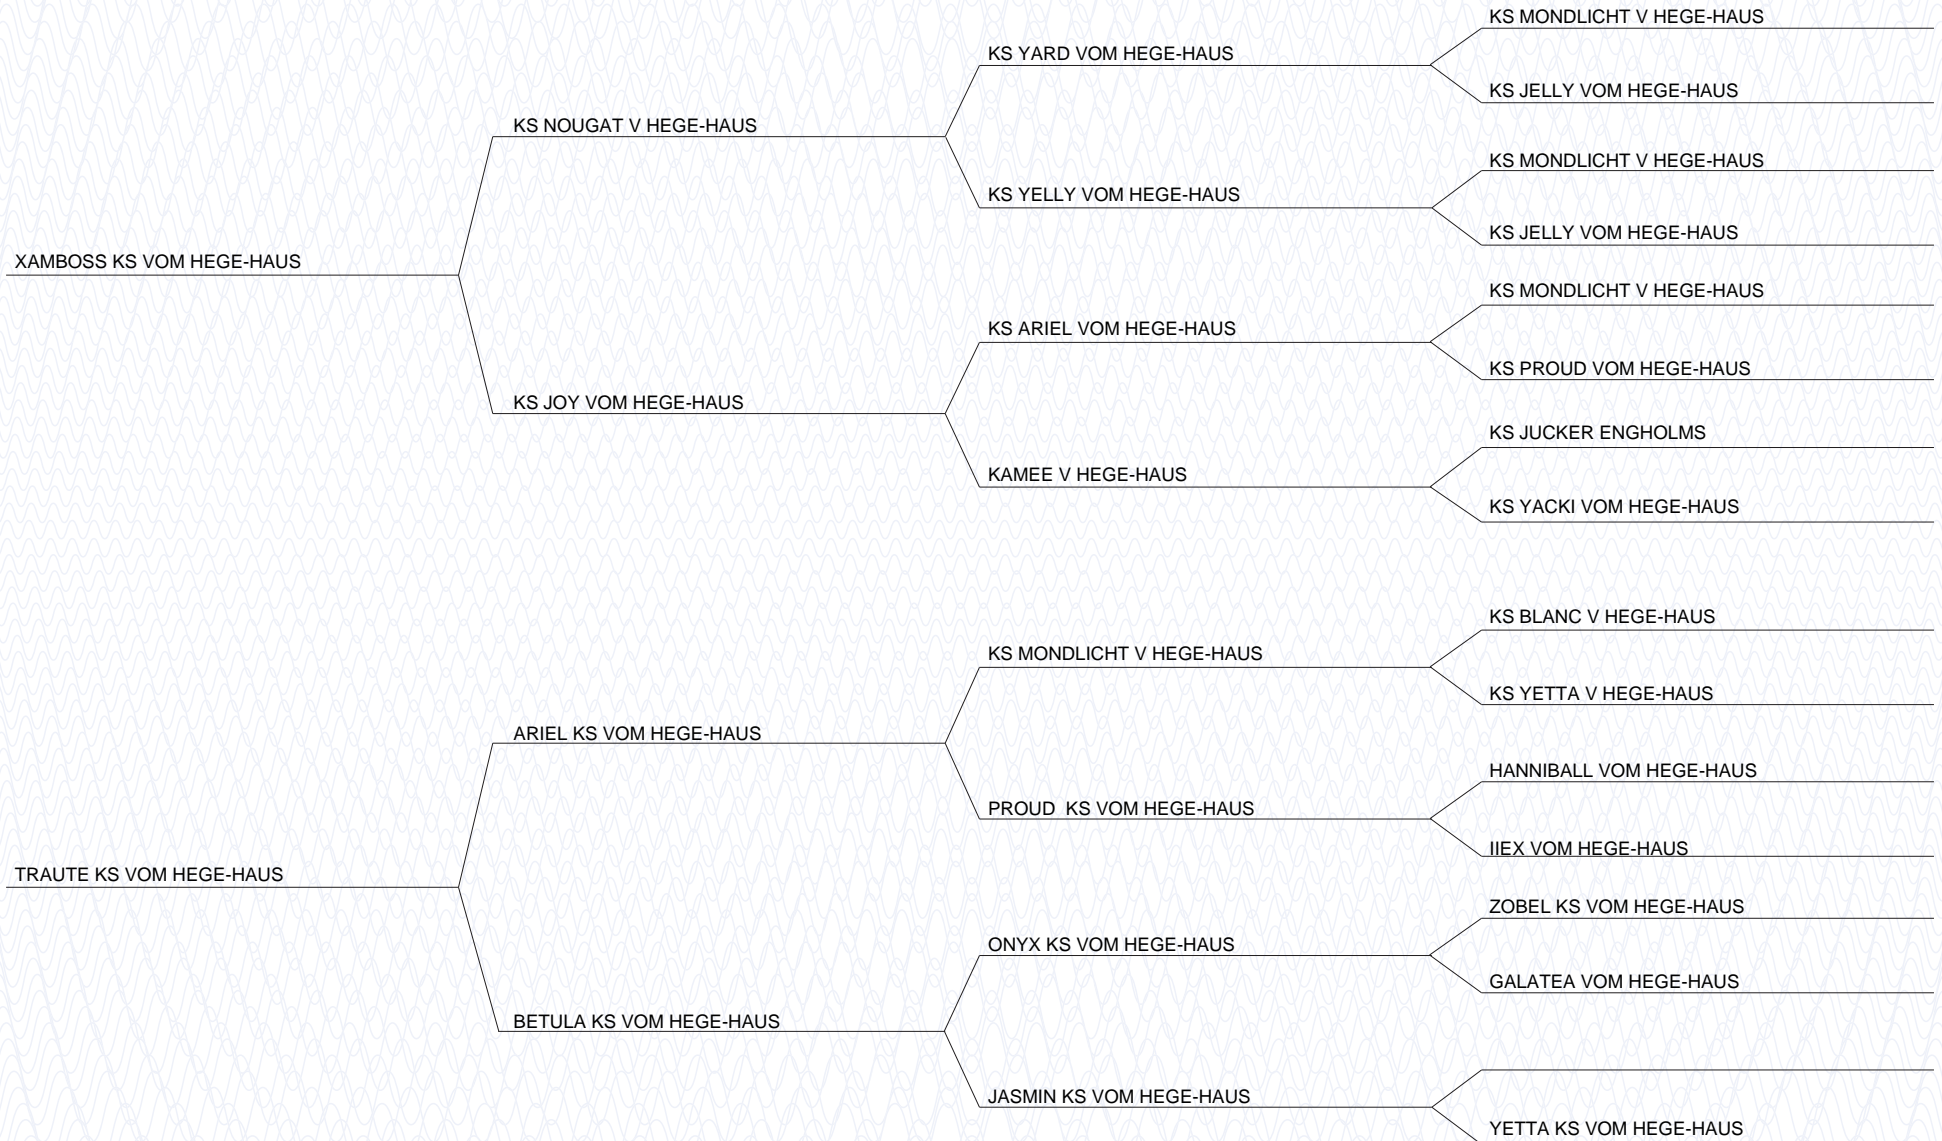 KS MONDLICHT V HEGE-HAUS
KS YARD VOM HEGE-HAUS
KS JELLY VOM HEGE-HAUS
KS NOUGAT V HEGE-HAUS
KS MONDLICHT V HEGE-HAUS
KS YELLY VOM HEGE-HAUS
KS JELLY VOM HEGE-HAUS
XAMBOSS KS VOM HEGE-HAUS
KS MONDLICHT V HEGE-HAUS
KS ARIEL VOM HEGE-HAUS
KS PROUD VOM HEGE-HAUS
KS JOY VOM HEGE-HAUS
KS JUCKER ENGHOLMS
KAMEE V HEGE-HAUS
KS YACKI VOM HEGE-HAUS
KS BLANC V HEGE-HAUS
KS MONDLICHT V HEGE-HAUS
KS YETTA V HEGE-HAUS
ARIEL KS VOM HEGE-HAUS
HANNIBALL VOM HEGE-HAUS
PROUD  KS VOM HEGE-HAUS
IIEX VOM HEGE-HAUS
TRAUTE KS VOM HEGE-HAUS
ZOBEL KS VOM HEGE-HAUS
ONYX KS VOM HEGE-HAUS
GALATEA VOM HEGE-HAUS
BETULA KS VOM HEGE-HAUS
JASMIN KS VOM HEGE-HAUS
YETTA KS VOM HEGE-HAUS